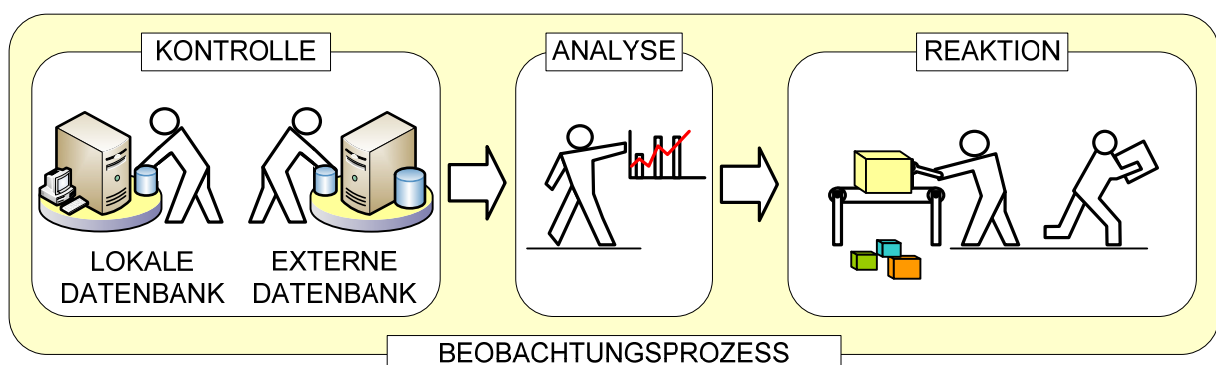 KONTROLLE
ANALYSE
REAKTION
LOKALE
DATENBANK
EXTERNE
DATENBANK
BEOBACHTUNGSPROZESS